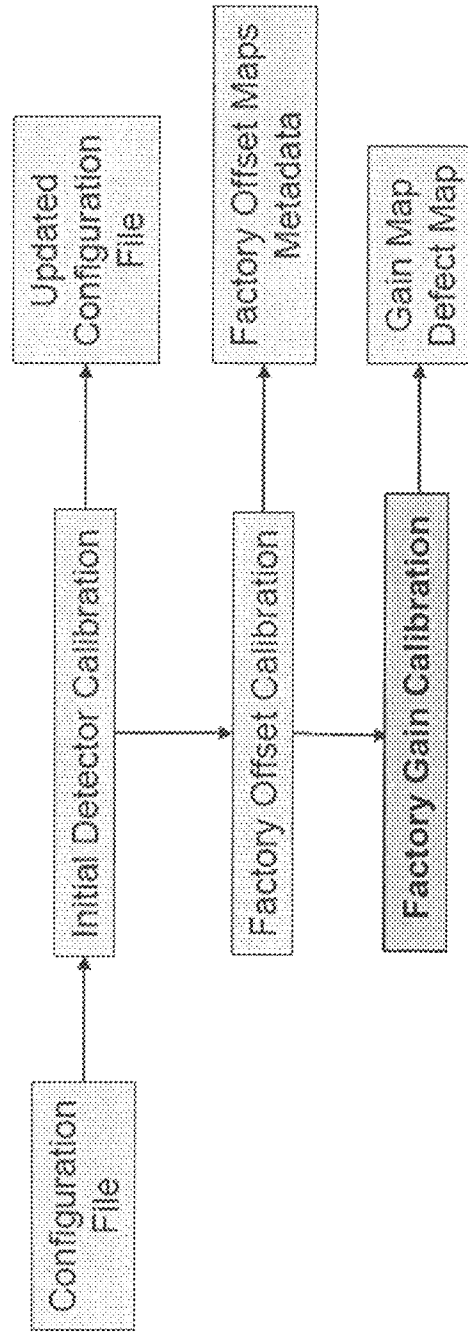 Configuration
File
Initial Detector Calibration
Updated
Configuration
File
Factory Offset Calibration
Factory Offset Maps
Metadata
Factory Gain Calibration
Gain Map
Defect Map